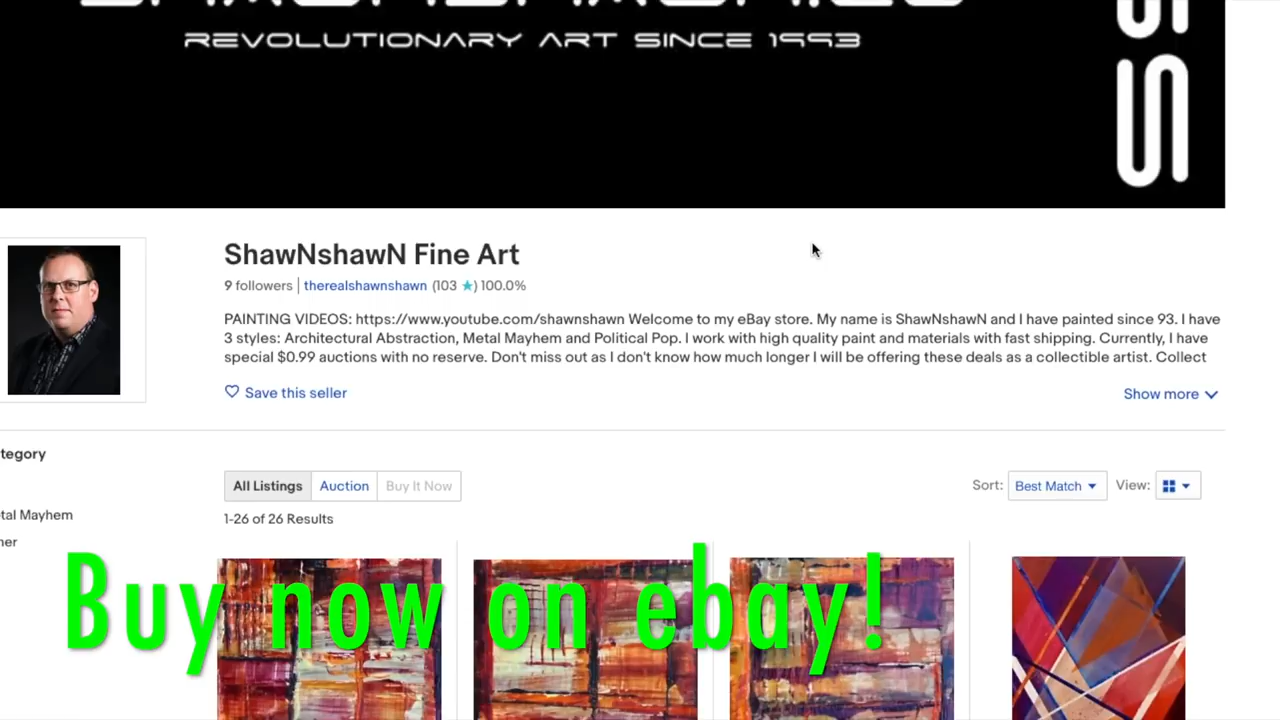 REVOLUTIONARY ART SINCE 1993
SS
ShawNshawN Fine Art
9 followers | therealshawnshawn (103 ★) 100.0%
PAINTING VIDEOS: https://www.youtube.com/shawnshawn Welcome to my eBay store. My name is ShawNshawN and I have painted since 93. I have
3 styles: Architectural Abstraction, Metal Mayhem and Political Pop. I work with high quality paint and materials with fast shipping. Currently, I have
special $0.99 auctions with no reserve. Don't miss out as I don't know how much longer I will be offering these deals as a collectible artist. Collect
Save this seller
Show more
tegory
All Listings Auction Buy It Now
Sort: Best Match View:
tal Mayhem
1-26 of 26 Results
ner
Buy now on ebay!